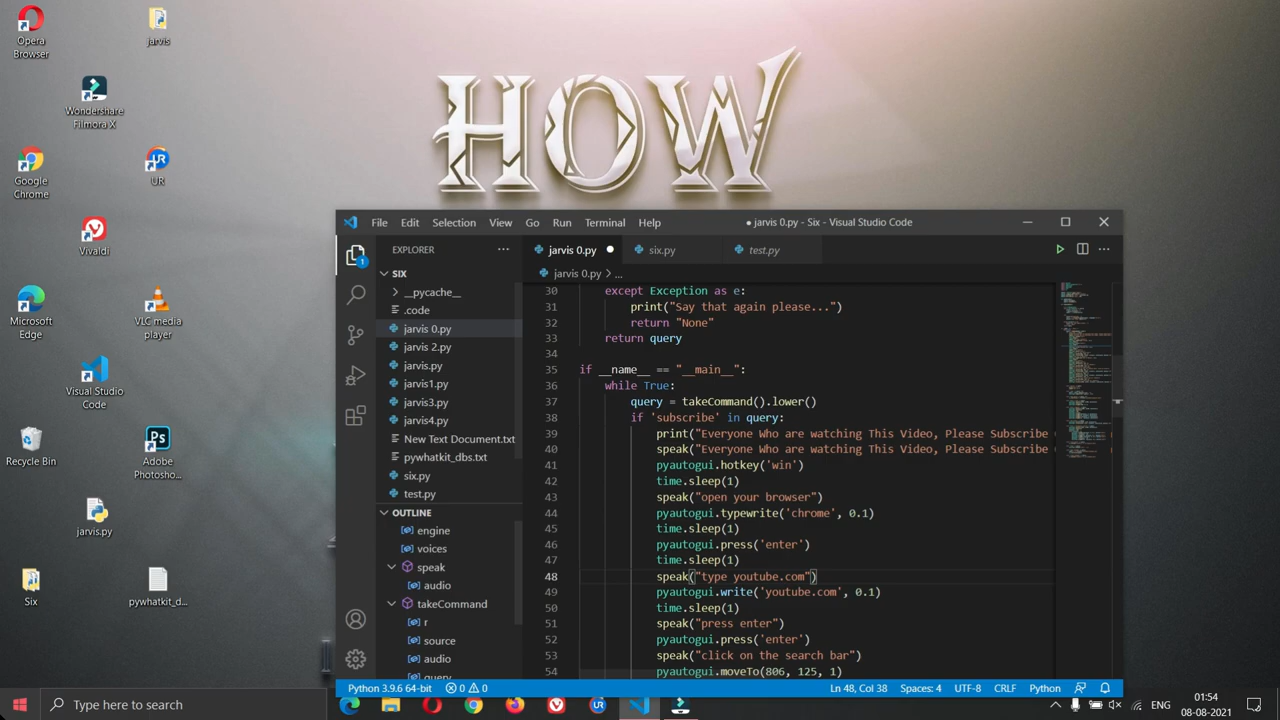 Opera
Browser
jarvis
Wondershare
Filmora X
Google
Chrome
UR
UR
Vivaldi
Microsoft
Edge
VLC media
player
Visual Studio
Code
Recycle Bin
Ps
Adobe
Photosho...
jarvis.py
Six
pywhatkit_d...
HOW
File Edit Selection View Go Run Terminal Help
● jarvis 0.py - Six - Visual Studio Code
1
EXPLORER
jarvis 0.py ● six.py test.py
jarvis 0.py > ...
SIX
__pycache__
.code
jarvis 0.py
jarvis 2.py
jarvis.py
jarvis1.py
jarvis3.py
jarvis4.py
New Text Document.txt
pywhatkit_dbs.txt
six.py
test.py
OUTLINE
engine
voices
speak
audio
takeCommand
r
source
audio
query
30 except Exception as e:
31 print("Say that again please...")
32 return "None"
33 return query
34
35 if __name__ == "__main__":
36 while True:
37 query = takeCommand().lower()
38 if 'subscribe' in query:
39 print("Everyone Who are watching This Video, Please Subscribe
40 speak("Everyone Who are watching This Video, Please Subscribe
41 pyautogui.hotkey('win')
42 time.sleep(1)
43 speak("open your browser")
44 pyautogui.typewrite('chrome', 0.1)
45 time.sleep(1)
46 pyautogui.press('enter')
47 time.sleep(1)
48 speak("type youtube.com")
49 pyautogui.write('youtube.com', 0.1)
50 time.sleep(1)
51 speak("press enter")
52 pyautogui.press('enter')
53 speak("click on the search bar")
54 pyautogui.moveTo(806, 125, 1)
Python 3.9.6 64-bit 0 0 Ln 48, Col 38 Spaces: 4 UTF-8 CRLF Python
Type here to search
UR
ENG
01:54
08-08-2021